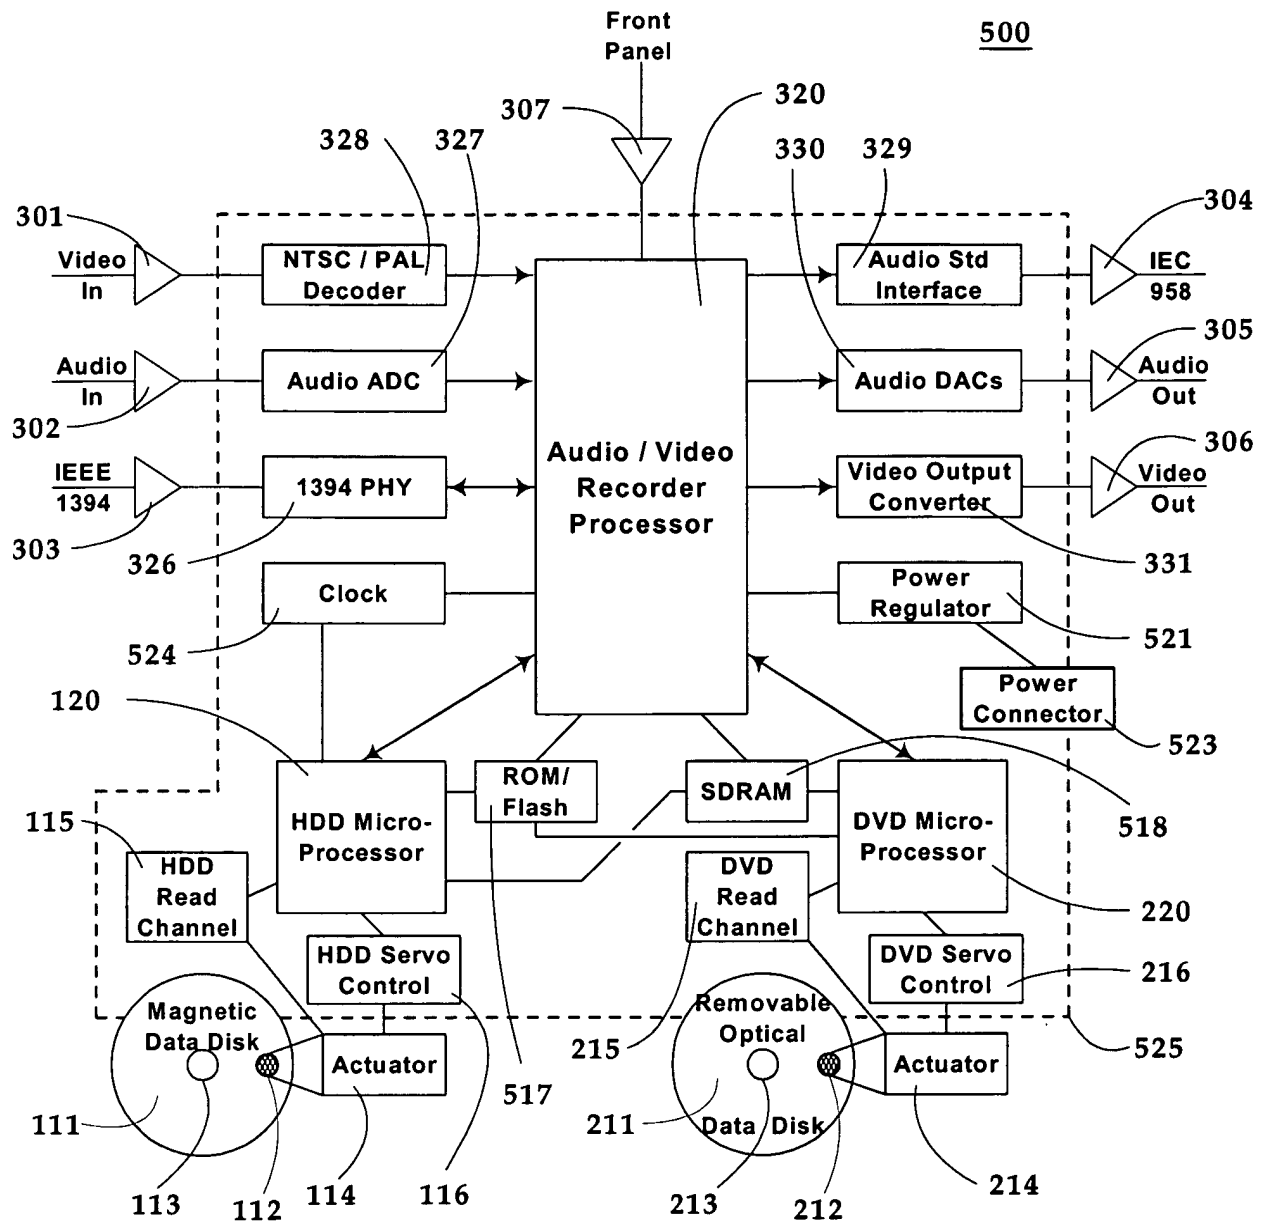 Front
Panel
500
307
320
328
327
330
329
301
304
Video
In
NTSC / PAL
Decoder
Audio Std
Interface
IEC
958
305
Audio
In
Audio ADC
Audio DACs
Audio
Out
302
306
IEEE
1394
1394 PHY
Audio / Video
Recorder
Processor
Video Output
Converter
Video
Out
303
326
331
Clock
Power
Regulator
524
521
120
Power
Connector
523
ROM/
Flash
SDRAM
115
HDD Micro-
Processor
DVD Micro-
Processor
518
HDD
Read
Channel
DVD
Read
Channel
220
HDD Servo
Control
DVD Servo
Control
216
Magnetic
Data Disk
Removable
Optical
Data Disk
Actuator
Actuator
215
525
517
111
211
113
112
114
116
213
212
214